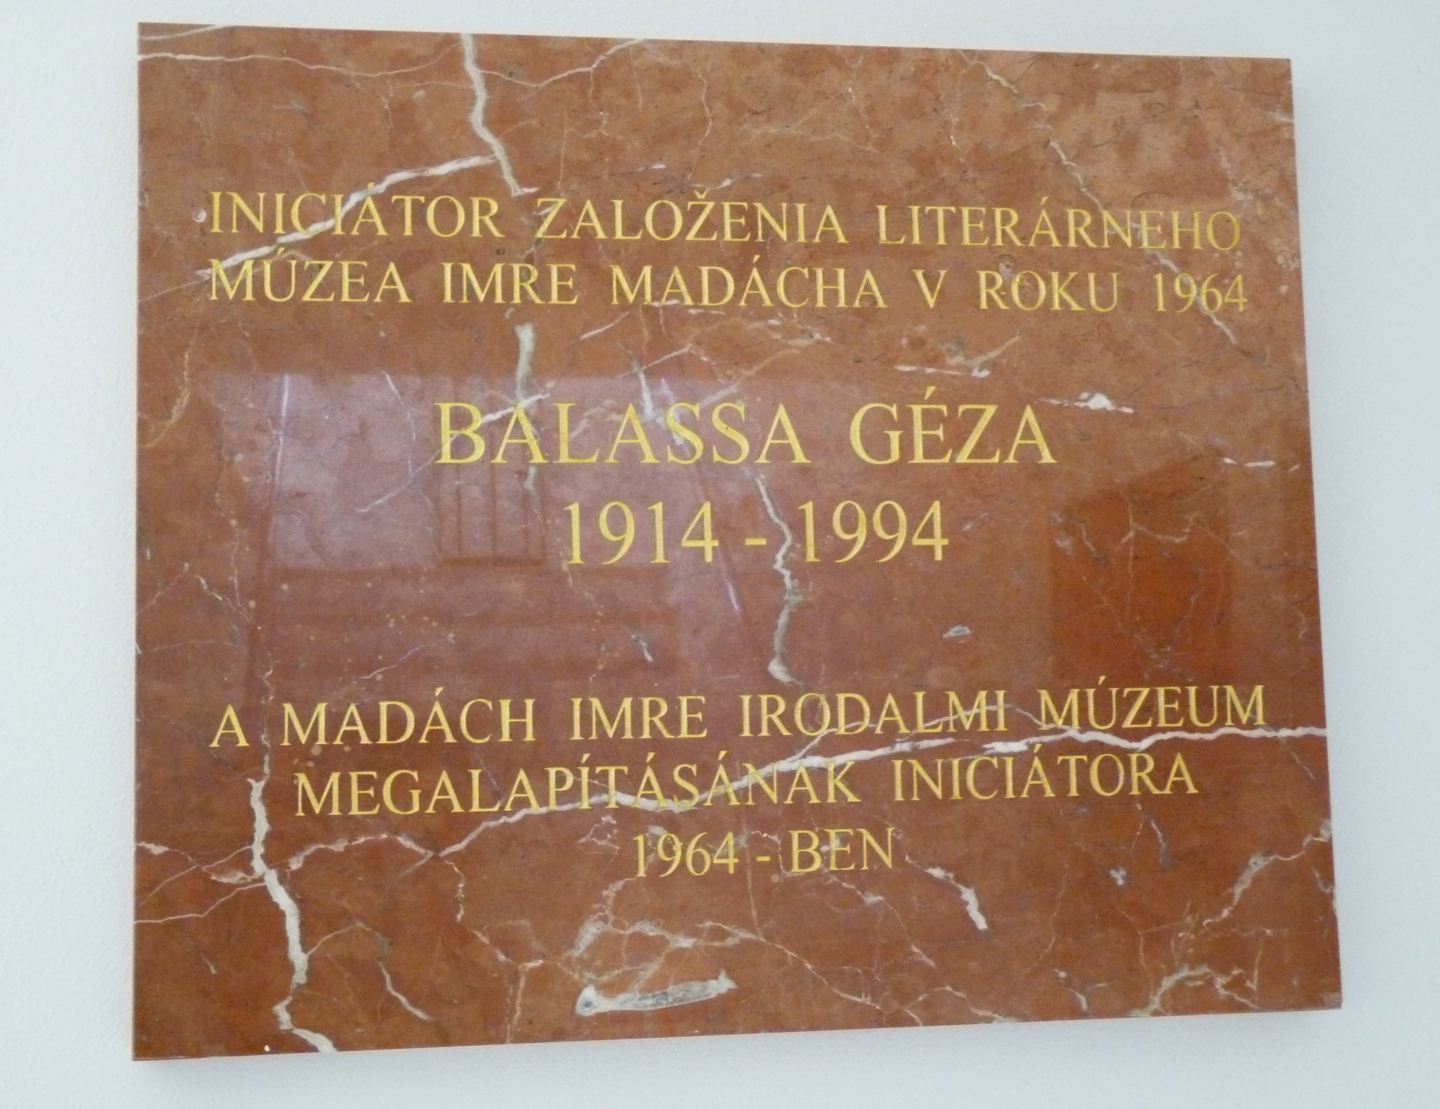 INICIÁTOR ZALOŽENIA LITERÁRNEHO
MÚZEA IMRE MADÁCHA V ROKU 1964
BALASSA GÉZA
1914 - 1994
A MADÁCH IMRE IRODALMI MÚZEUM
MEGALAPÍTÁSÁNAK INICIÁTORA
1964 - BEN